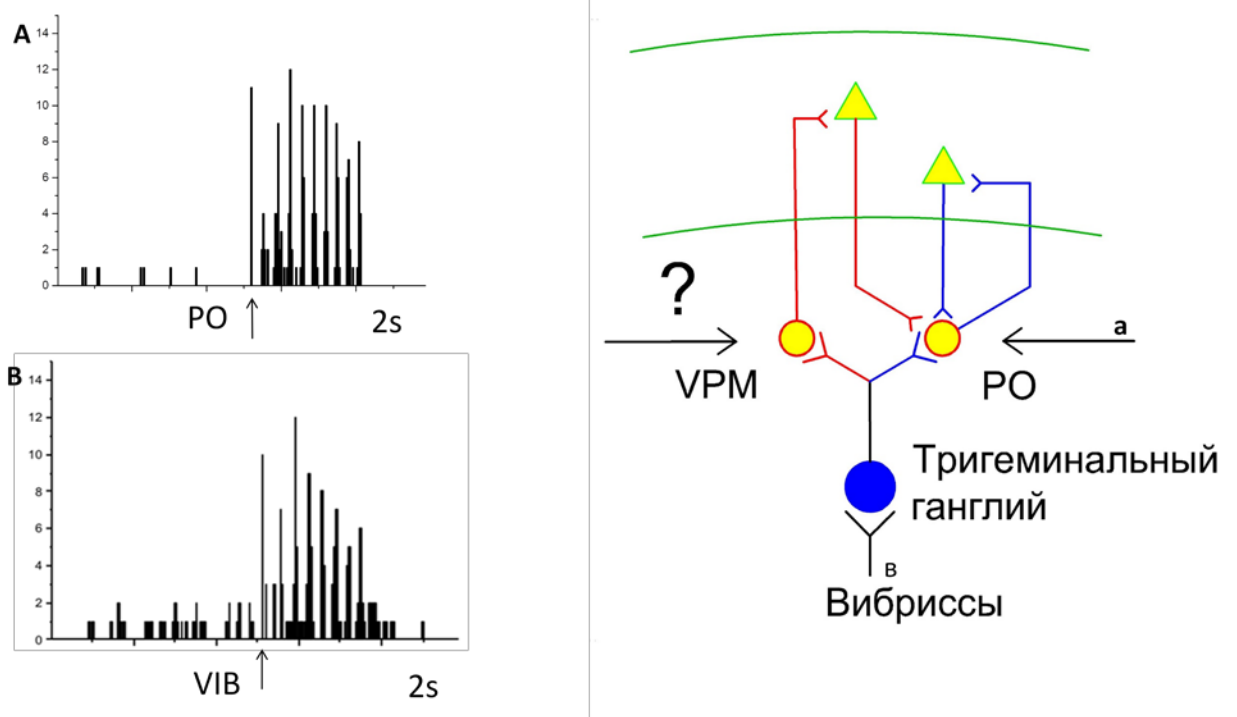 A
14
12
10
8
6
4
2
0
PO
2s
B
14
12
10
8
6
4
2
0
VIB
2s
?
a
VPM
PO
Тригеминальный
ганглий
в
Вибриссы